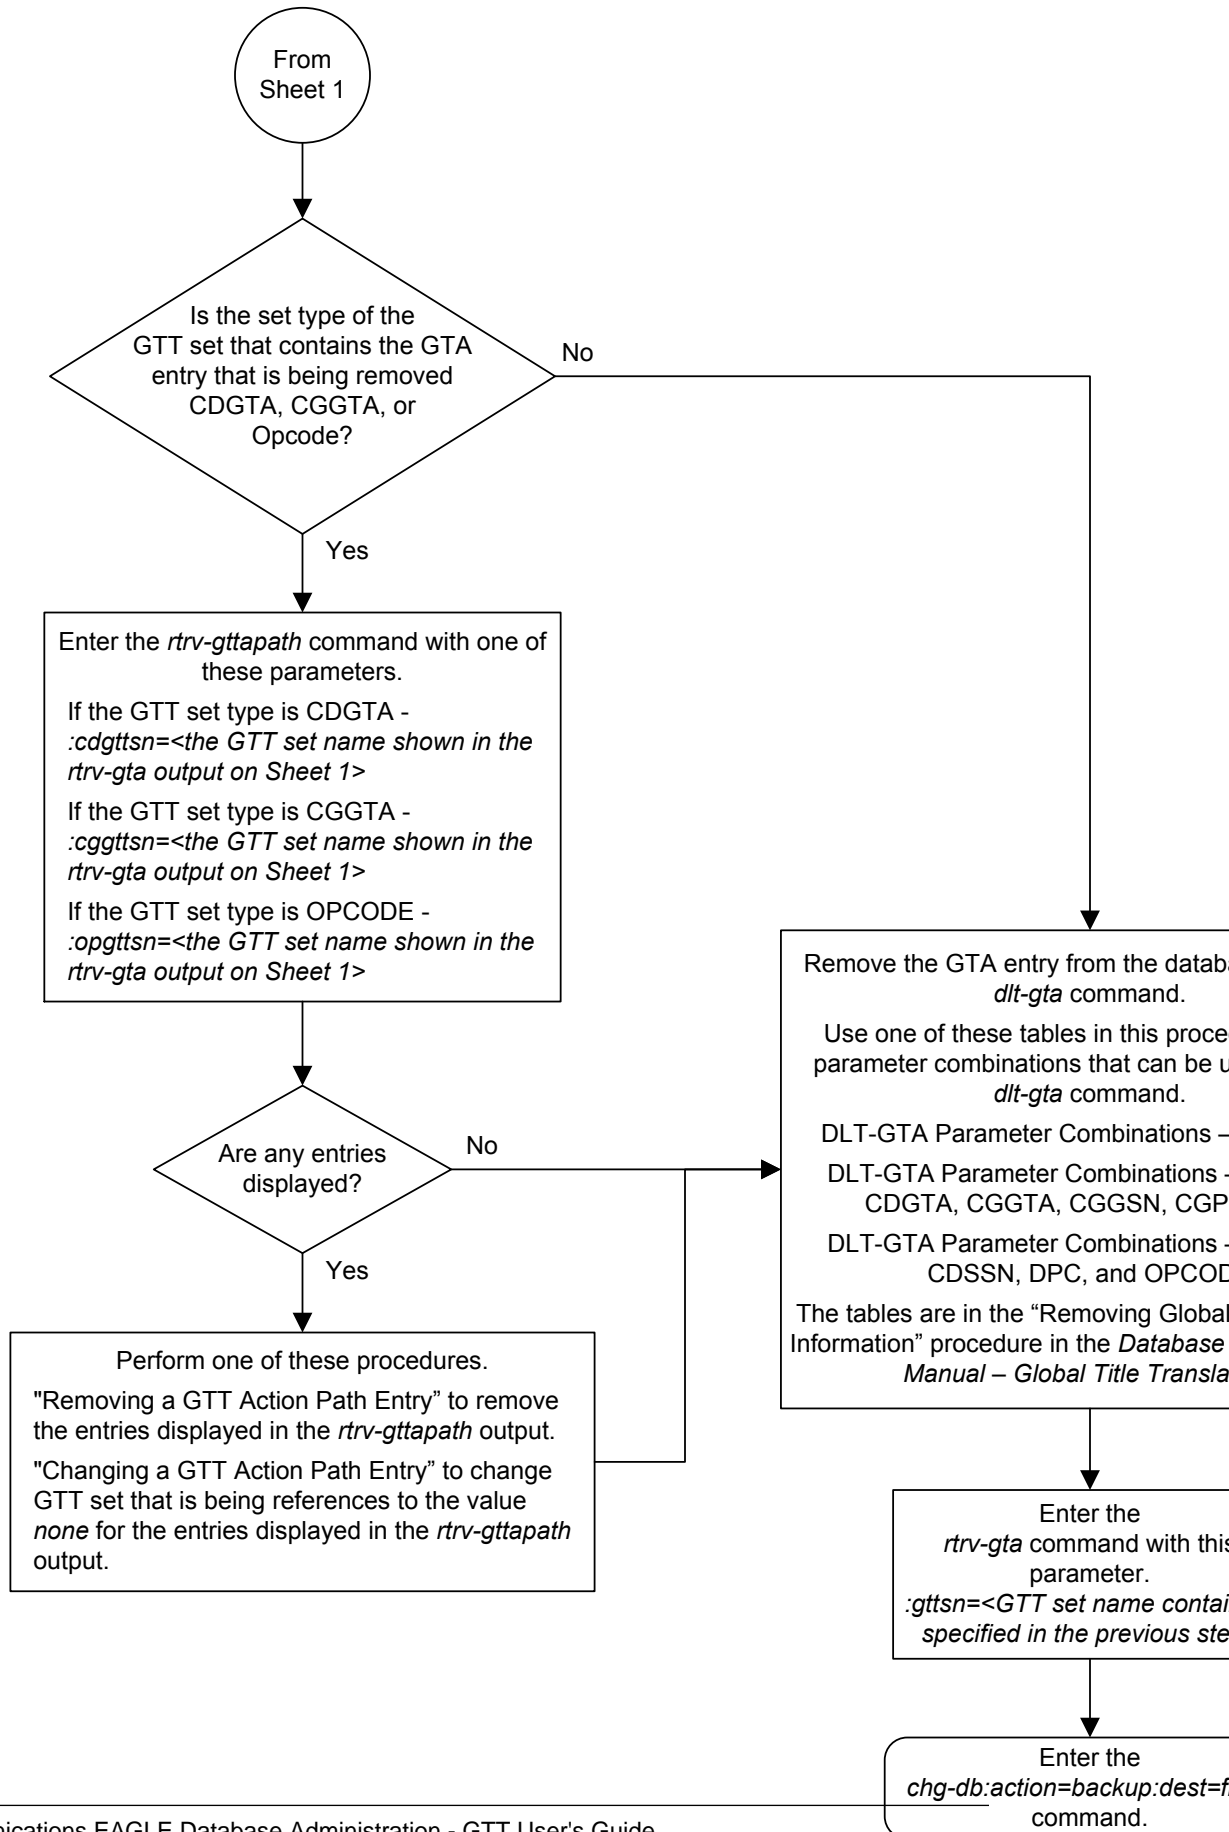 From
Sheet 1
Is the set type of the
GTT set that contains the GTA
entry that is being removed
CDGTA, CGGTA, or
Opcode?
No
Yes
Enter the rtrv-gttapath command with one of
these parameters.
If the GTT set type is CDGTA -
:cdgttsn=<the GTT set name shown in the
rtrv-gta output on Sheet 1>
If the GTT set type is CGGTA -
:cggttsn=<the GTT set name shown in the
rtrv-gta output on Sheet 1>
If the GTT set type is OPCODE -
:opgttsn=<the GTT set name shown in the
rtrv-gta output on Sheet 1>
Are any entries
displayed?
No
Yes
Perform one of these procedures.
"Removing a GTT Action Path Entry” to remove
the entries displayed in the rtrv-gttapath output.
"Changing a GTT Action Path Entry” to change
GTT set that is being references to the value
none for the entries displayed in the rtrv-gttapath
output.
Remove the GTA entry from the
dlt-gta command.
Use one of these tables in this
parameter combinations that can be
dlt-gta command.
DLT-GTA Parameter Combinations –
DLT-GTA Parameter Combinations -
CDGTA, CGGTA, CGGSN,
DLT-GTA Parameter Combinations -
CDSSN, DPC, and
The tables are in the “Removing Global
Information” procedure in the Database
Manual – Global Title
Enter the
rtrv-gta command with this
parameter.
:gttsn=<GTT set name
specified in the previous
Enter the
chg-db:action=backup:dest=
command.
EAGLE Database Administration - GTT User's Guide